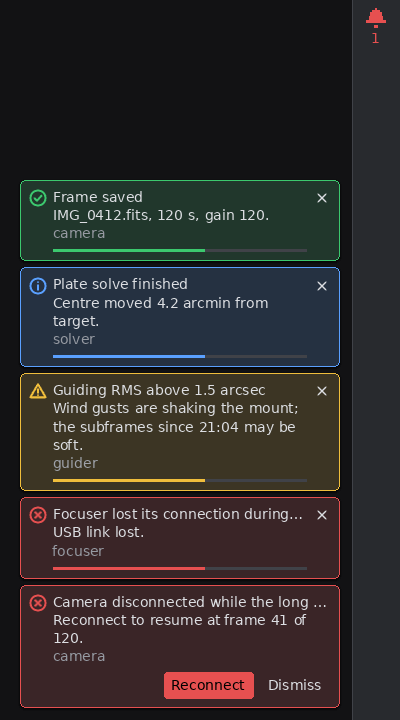 1
Frame saved
IMG_0412.fits, 120 s, gain 120.
camera
Plate solve finished
Centre moved 4.2 arcmin from
target.
solver
Guiding RMS above 1.5 arcsec
Wind gusts are shaking the mount;
the subframes since 21:04 may be
soft.
guider
Focuser lost its connection during…
USB link lost.
focuser
Camera disconnected while the long …
Reconnect to resume at frame 41 of
120.
camera
Reconnect Dismiss